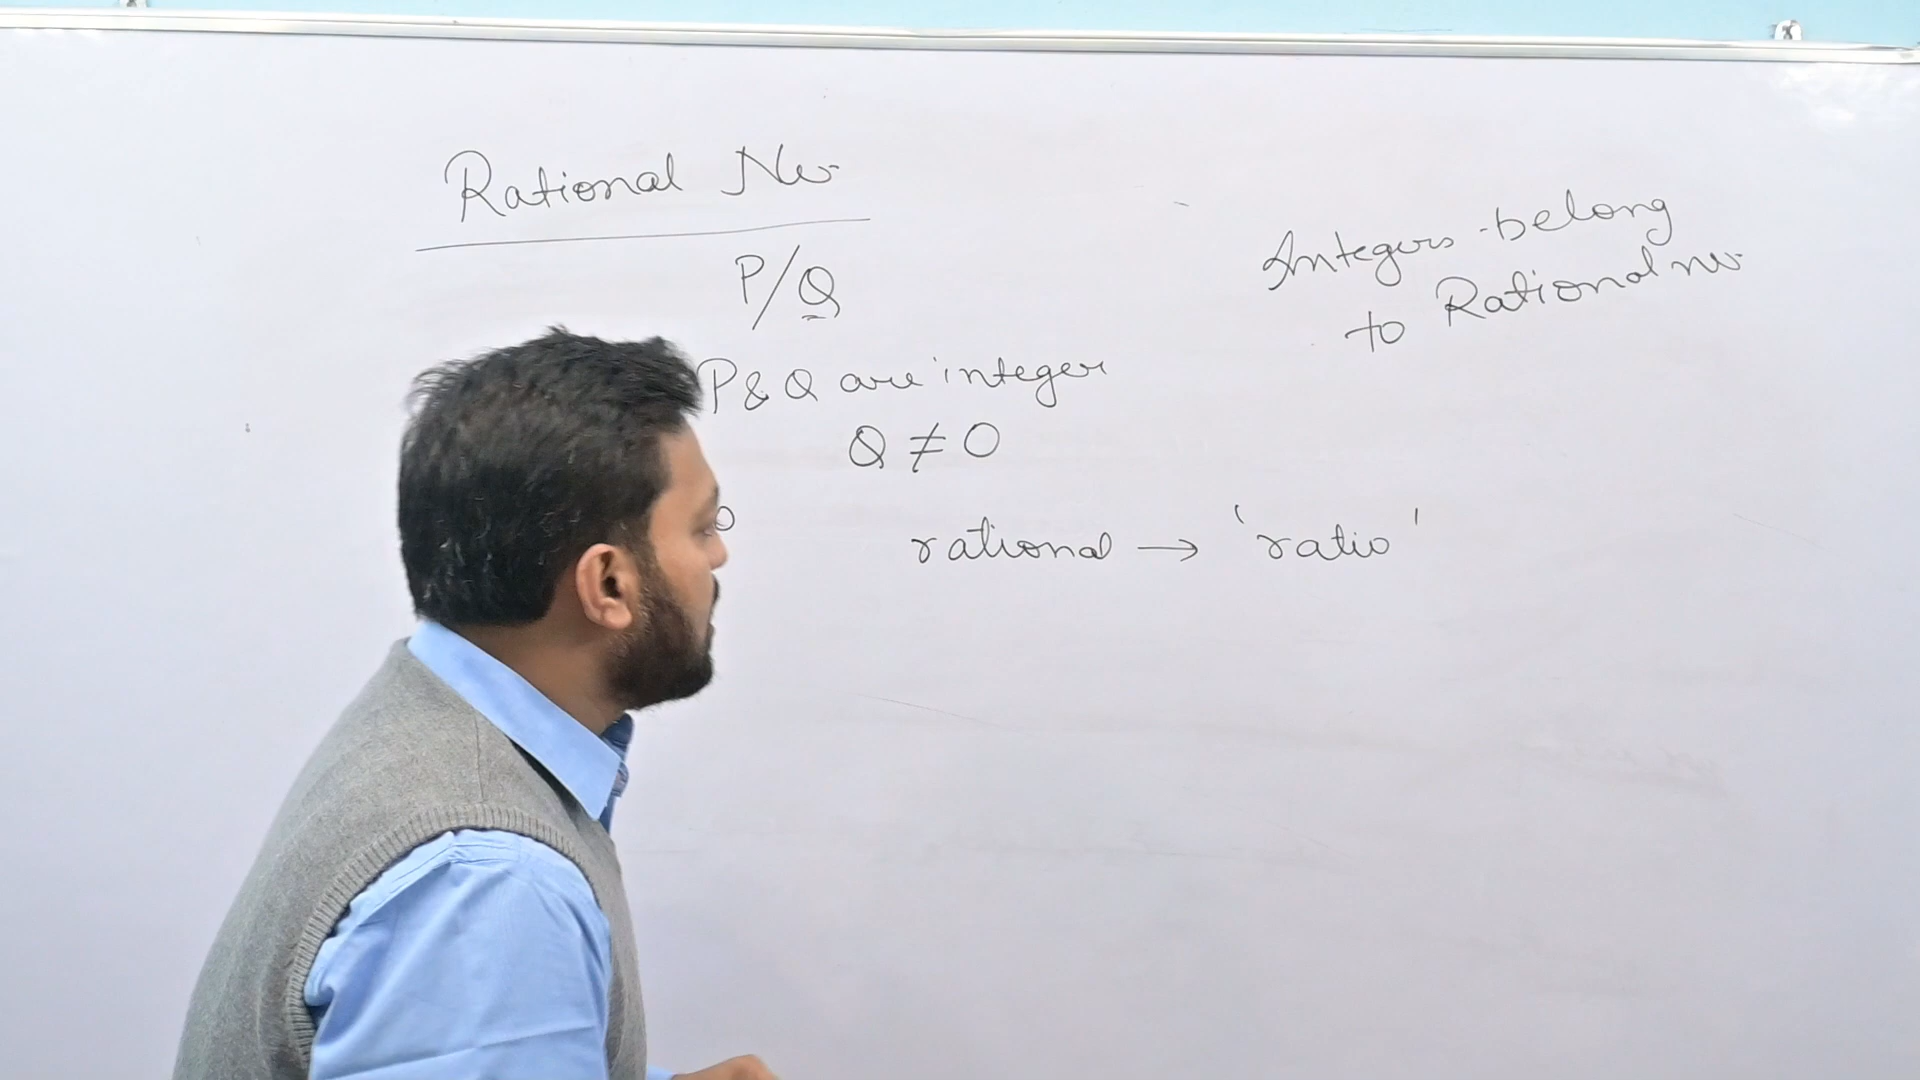 Rational No.
P/Q
P & Q are integer
Q ≠ 0
rational → 'ratio'
Integers belong
to Rational no.